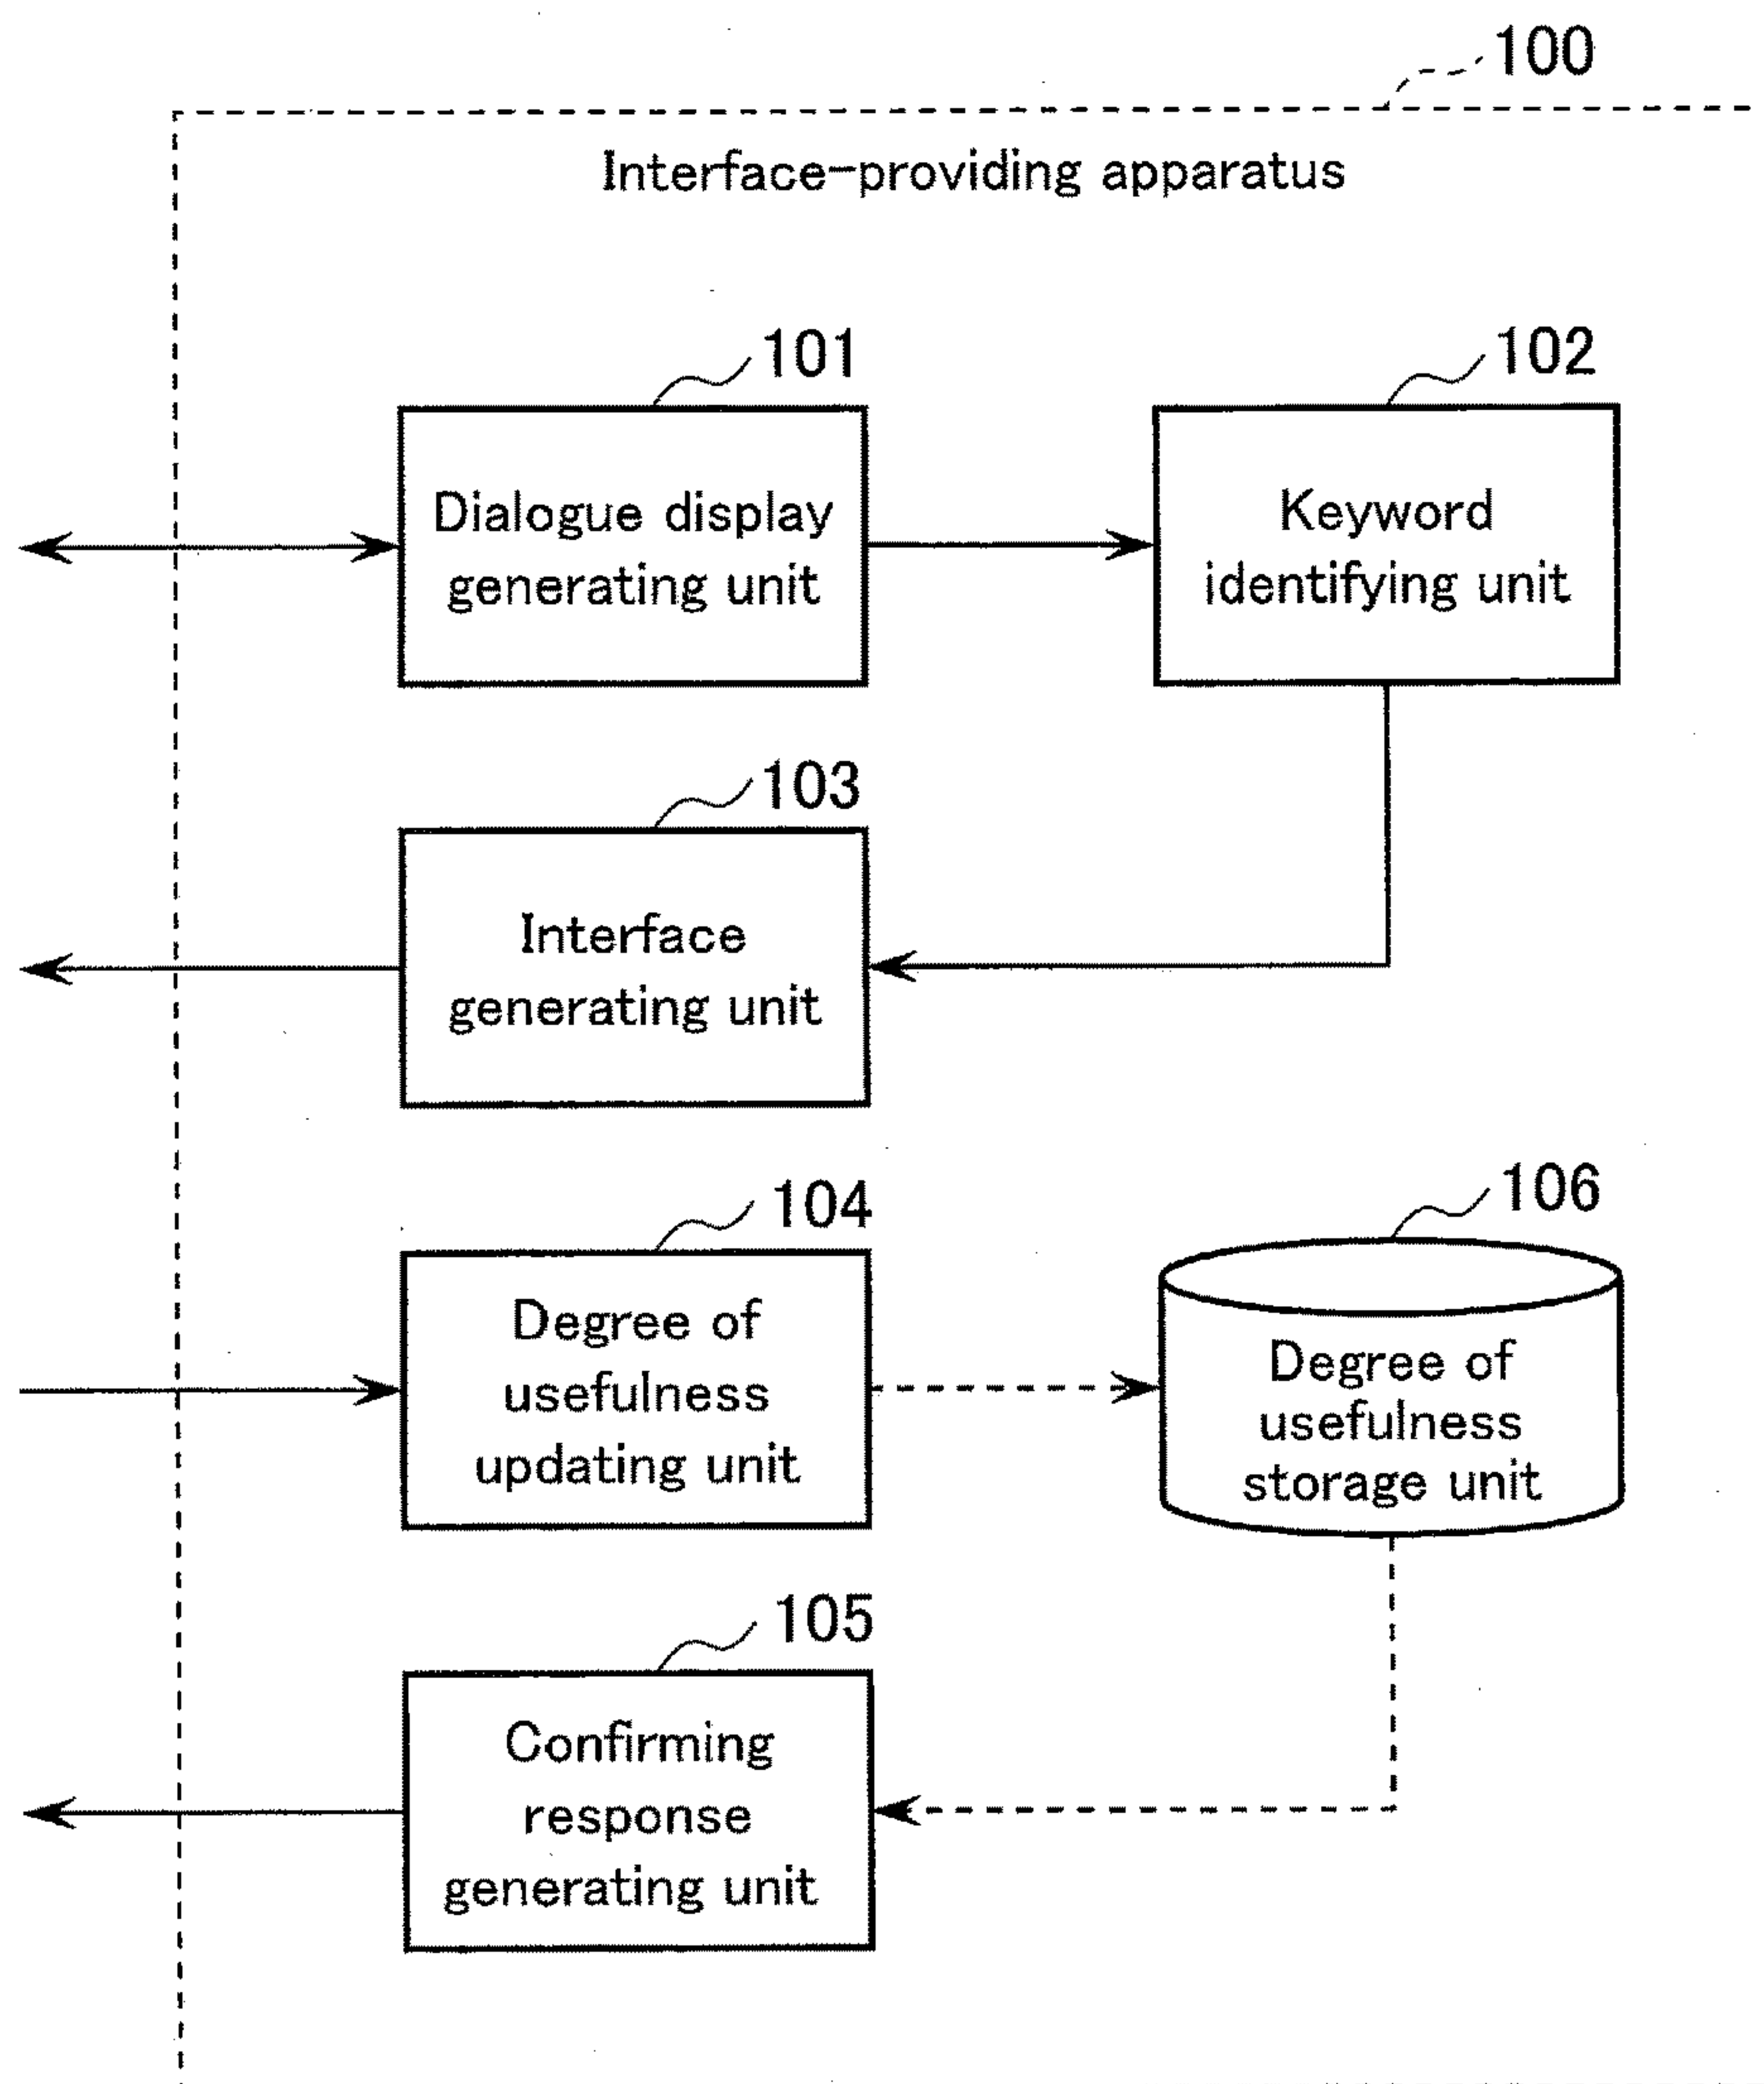 100
Interface-providing apparatus
101
102
Dialogue display
generating unit
Keyword
identifying unit
103
Interface
generating unit
104
106
Degree of
usefulness
updating unit
Degree of
usefulness
storage unit
105
Confirming
response
generating unit